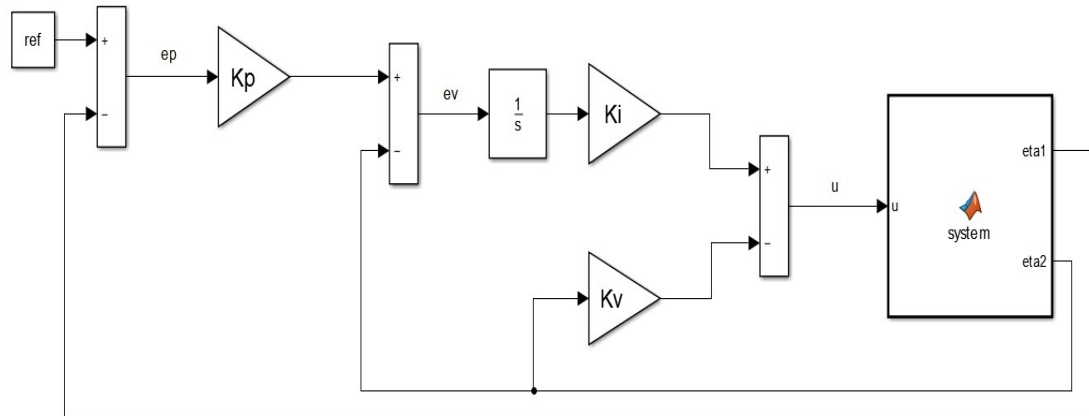 ref
+
−
ep
Kp
+
−
ev
1
s
Ki
Kv
+
−
u
u
system
eta1
eta2